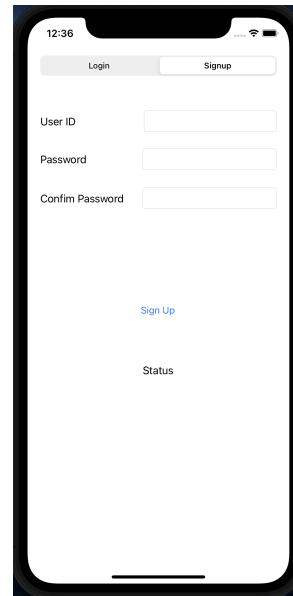 12:36
Login Signup
User ID
Password
Confim Password
Sign Up
Status